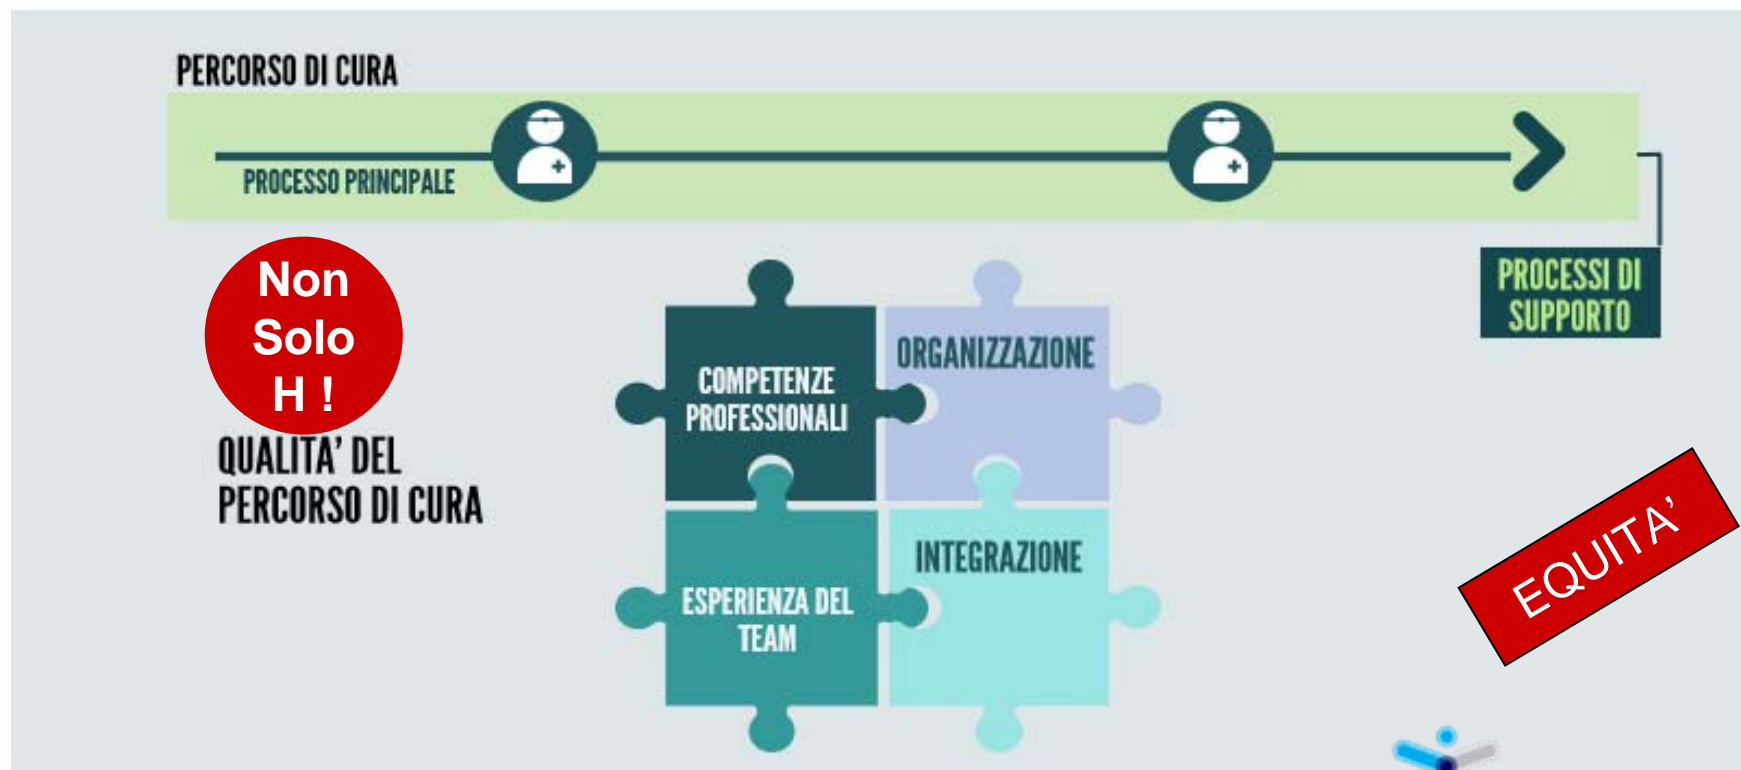 PERCORSO DI CURA
PROCESSO PRINCIPALE
Non
Solo
H !
PROCESSI DI
SUPPORTO
QUALITA’ DEL
PERCORSO DI CURA
COMPETENZE
PROFESSIONALI
ORGANIZZAZIONE
ESPERIENZA DEL
TEAM
INTEGRAZIONE
EQUITA’